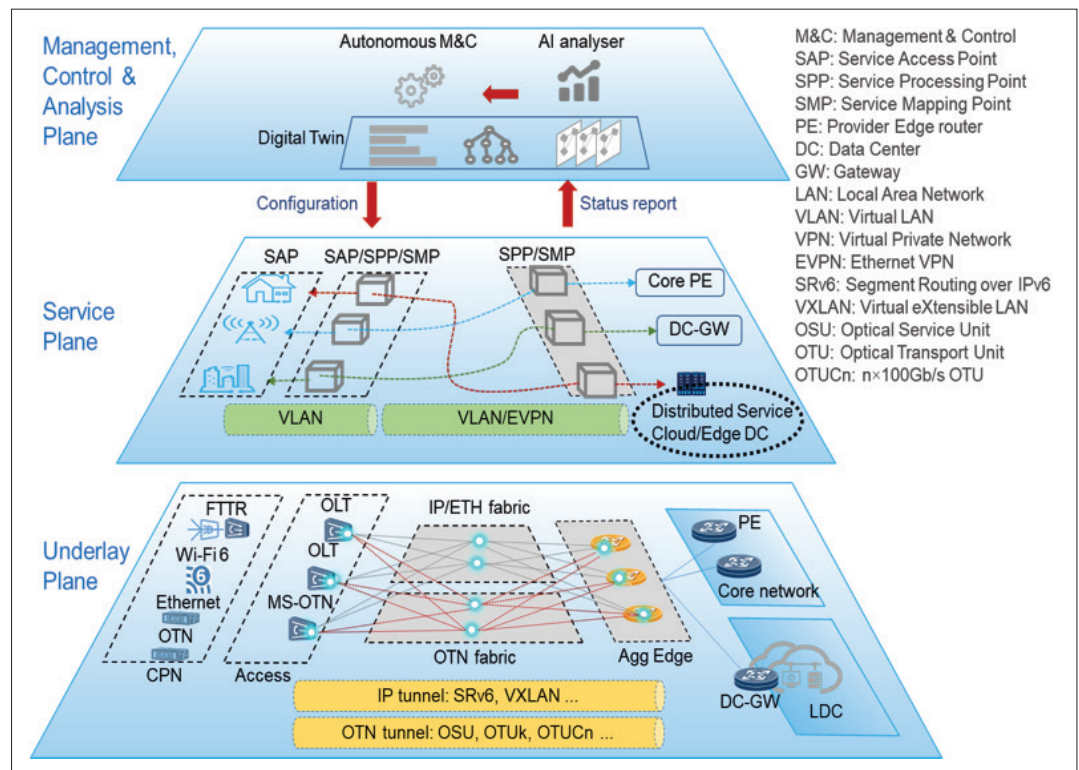 Management,
Control &
Analysis
Plane
Autonomous M&C
AI analyser
Digital Twin
Configuration
Status report
Service
Plane
SAP
SAP/SPP/SMP
SPP/SMP
Core PE
DC-GW
VLAN
VLAN/EVPN
Distributed Service
Cloud/Edge DC
Underlay
Plane
FTTR
Wi-Fi 6
6
Ethernet
OTN
CPN
OLT
OLT
MS-OTN
Access
IP/ETH fabric
OTN fabric
Agg Edge
PE
Core network
DC-GW
LDC
IP tunnel: SRv6, VXLAN ...
OTN tunnel: OSU, OTUk, OTUCn ...
M&C: Management & Control
SAP: Service Access Point
SPP: Service Processing Point
SMP: Service Mapping Point
PE: Provider Edge router
DC: Data Center
GW: Gateway
LAN: Local Area Network
VLAN: Virtual LAN
VPN: Virtual Private Network
EVPN: Ethernet VPN
SRv6: Segment Routing over IPv6
VXLAN: Virtual eXtensible LAN
OSU: Optical Service Unit
OTU: Optical Transport Unit
OTUCn: n×100Gb/s OTU